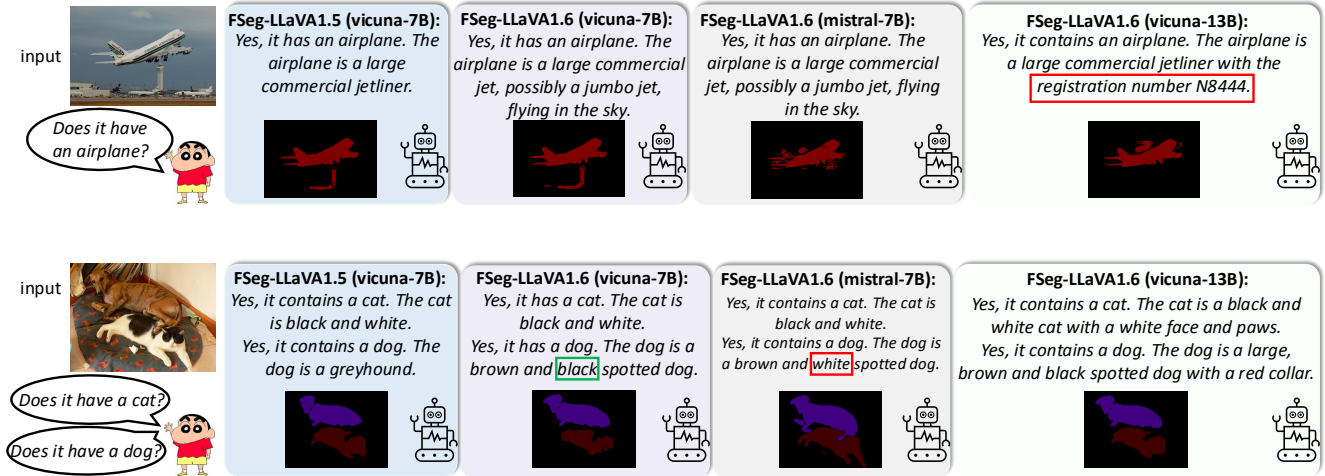 input
Does it have
an airplane?
FSeg-LLaVA1.5 (vicuna-7B):
Yes, it has an airplane. The
airplane is a large
commercial jetliner.
FSeg-LLaVA1.6 (vicuna-7B):
Yes, it has an airplane. The
airplane is a large commercial
jet, possibly a jumbo jet,
flying in the sky.
FSeg-LLaVA1.6 (mistral-7B):
Yes, it has an airplane. The
airplane is a large commercial
jet, possibly a jumbo jet, flying
in the sky.
FSeg-LLaVA1.6 (vicuna-13B):
Yes, it contains an airplane. The airplane is
a large commercial jetliner with the
registration number N8444.
input
Does it have a cat?
Does it have a dog?
FSeg-LLaVA1.5 (vicuna-7B):
Yes, it contains a cat. The cat
is black and white.
Yes, it contains a dog. The
dog is a greyhound.
FSeg-LLaVA1.6 (vicuna-7B):
Yes, it has a cat. The cat is
black and white.
Yes, it has a dog. The dog is a
brown and black spotted dog.
FSeg-LLaVA1.6 (mistral-7B):
Yes, it contains a cat. The cat is
black and white.
Yes, it contains a dog. The dog is
a brown and white spotted dog.
FSeg-LLaVA1.6 (vicuna-13B):
Yes, it contains a cat. The cat is a black and
white cat with a white face and paws.
Yes, it contains a dog. The dog is a large,
brown and black spotted dog with a red collar.